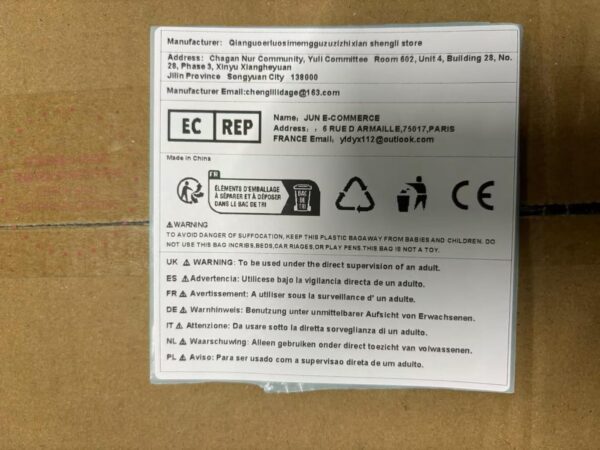 Manufacturer: Qianguoerluosimemgguzuzizhixian shengli store
Address: Chagan Nur Community, Yuli Committee Room 602, Unit 4, Building 28, No.
28, Phase 3, Xinyu Xiangheyuan
Jilin Province Songyuan City 138000
Manufacturer Email:chenglilidage@163.com
EC REP
Name: JUN E-COMMERCE
Address: , 6 RUE D ARMAILLE,75017,PARIS
FRANCE Email: yldyx112@outlook.com
Made in China
FR
ÉLÉMENTS D'EMBALLAGE
À SÉPARER ET À DÉPOSER
DANS LE BAC DE TRI
BAC
DE TRI
CE
⚠WARNING
TO AVOID DANGER OF SUFFOCATION, KEEP THIS PLASTIC BAGAWAY FROM BABIES AND CHILDREN. DO
NOT USE THIS BAG INCRIBS,BEDS,CAR RIAGES,OR PLAY PENS.THIS BAG IS NOT A TOY.
UK ⚠ WARNING: To be used under the direct supervision of an adult.
ES ⚠ Advertencia: Utilicese bajo la vigilancia directa de un adulto.
FR ⚠ Avertissement: A utiliser sous la surveillance d' un adult.
DE ⚠ Warnhinweis: Benutzung unter unmittelbarer Aufsicht von Erwachsenen.
IT ⚠ Attenzione: Da usare sotto la diretta sorveglianza di un adulto.
NL ⚠ Waarschuwing: Alleen gebruiken onder direct toezicht van volwassenen.
PL ⚠ Aviso: Para ser usado com a supervisao direta de um adulto.